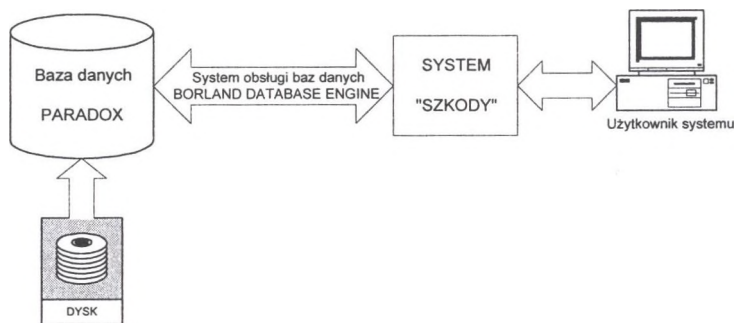 Baza danych
PARADOX
System obsługi baz danych
BORLAND DATABASE ENGINE
SYSTEM
"SZKODY"
Użytkownik systemu
DYSK